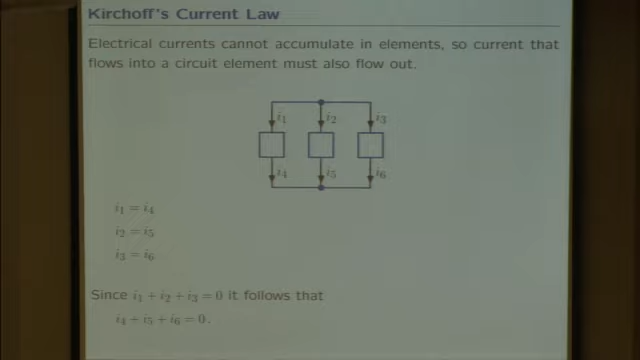 Kirchoff's Current Law
Electrical currents cannot accumulate in elements, so current that
flows into a circuit element must also flow out.
i1 i2 i3
i4 i5 i6
i1 = i4
i2 = i5
i3 = i6
Since i1 + i2 + i3 = 0 it follows that
i4 + i5 + i6 = 0.